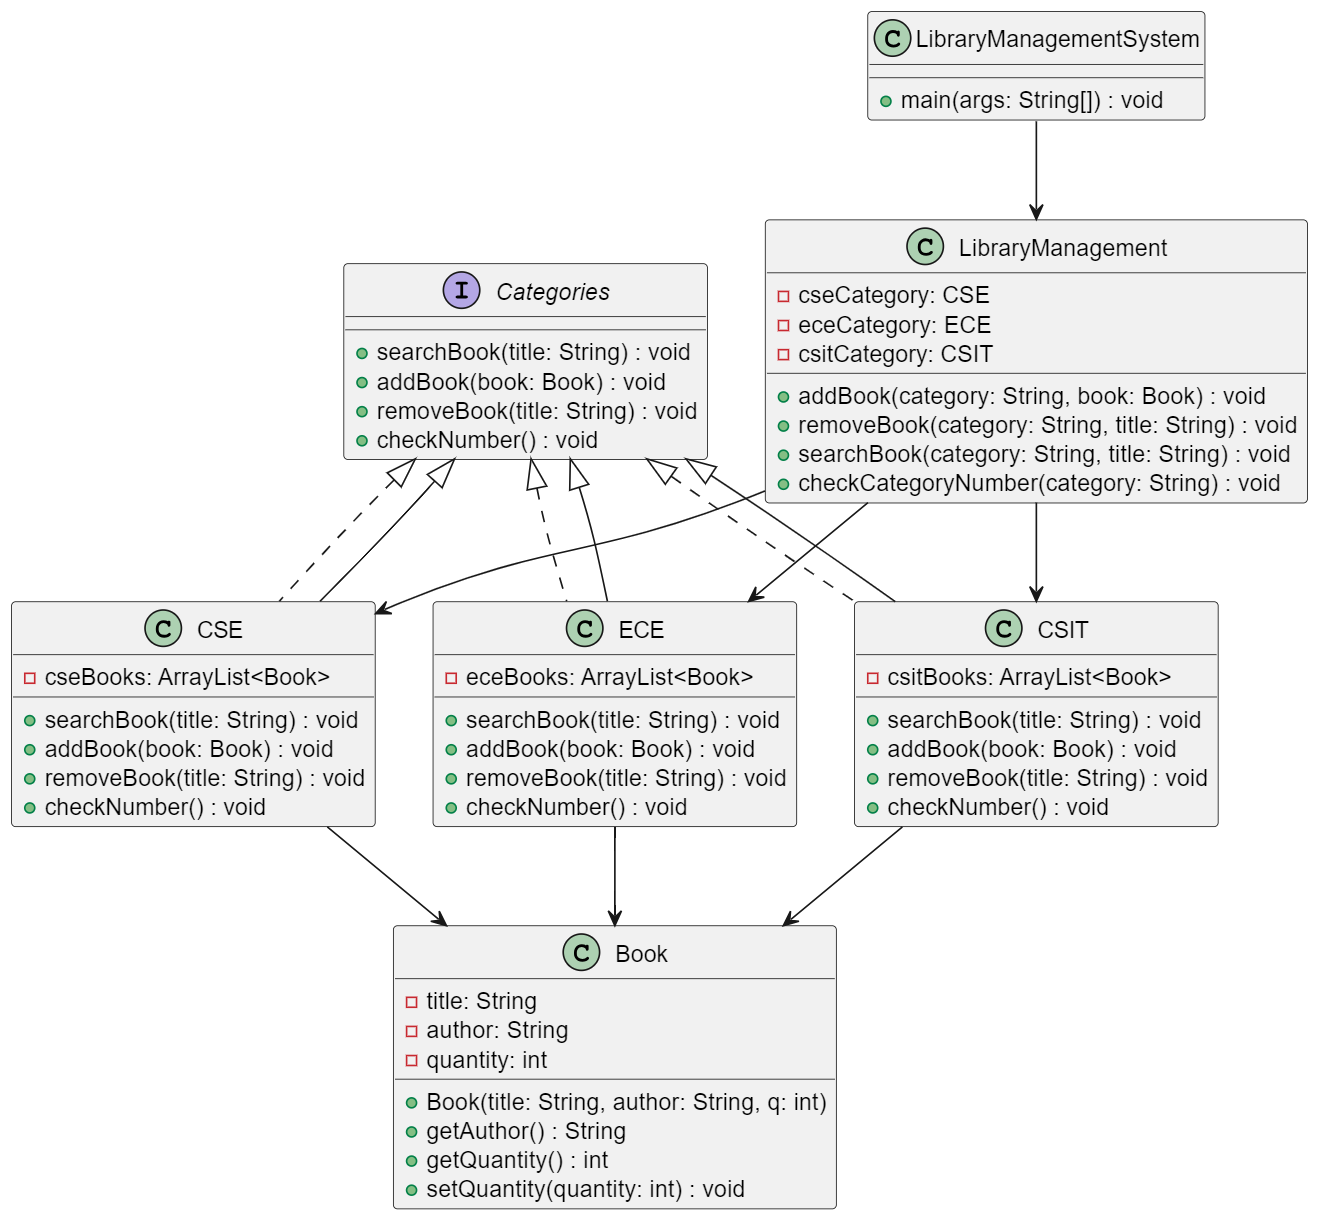 C LibraryManagementSystem
main(args: String[]) : void
C LibraryManagement
cseCategory: CSE
eceCategory: ECE
csitCategory: CSIT
addBook(category: String, book: Book) : void
removeBook(category: String, title: String) : void
searchBook(category: String, title: String) : void
checkCategoryNumber(category: String) : void
I Categories
searchBook(title: String) : void
addBook(book: Book) : void
removeBook(title: String) : void
checkNumber() : void
C CSE
cseBooks: ArrayList<Book>
searchBook(title: String) : void
addBook(book: Book) : void
removeBook(title: String) : void
checkNumber() : void
C ECE
eceBooks: ArrayList<Book>
searchBook(title: String) : void
addBook(book: Book) : void
removeBook(title: String) : void
checkNumber() : void
C CSIT
csitBooks: ArrayList<Book>
searchBook(title: String) : void
addBook(book: Book) : void
removeBook(title: String) : void
checkNumber() : void
C Book
title: String
author: String
quantity: int
Book(title: String, author: String, q: int)
getAuthor() : String
getQuantity() : int
setQuantity(quantity: int) : void